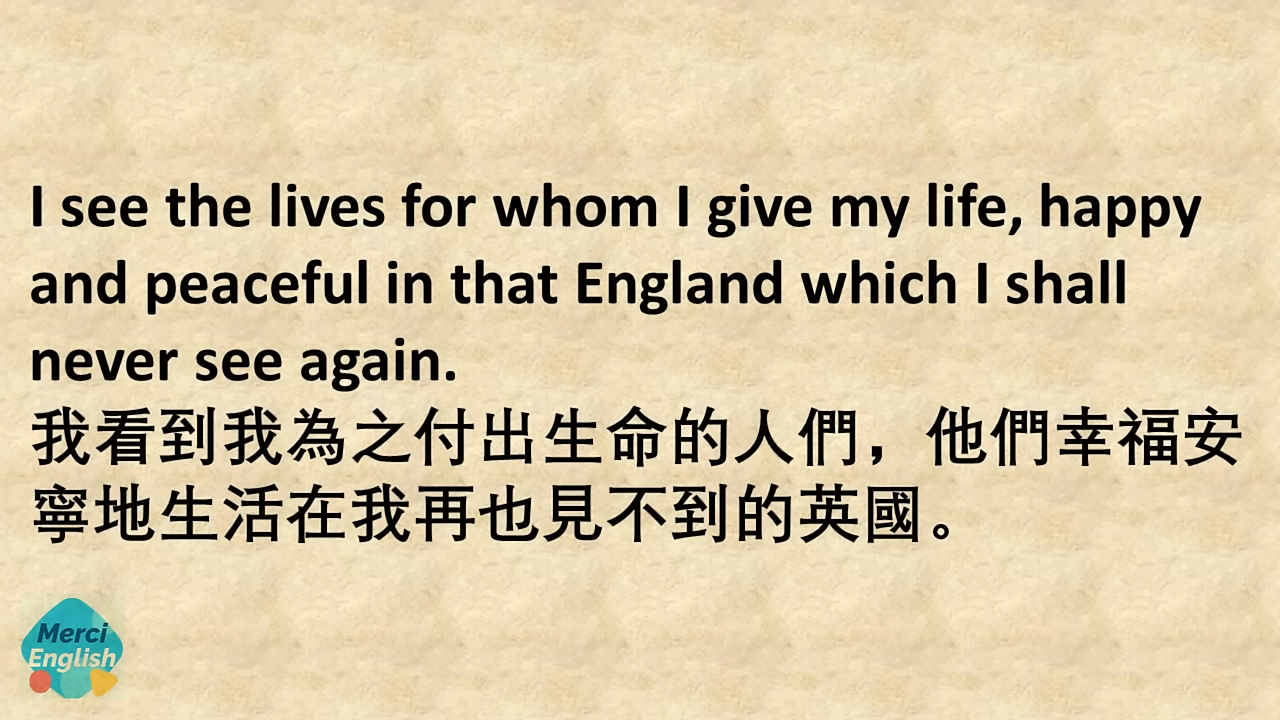 I see the lives for whom I give my life, happy
and peaceful in that England which I shall
never see again.
我看到我為之付出生命的人們，他們幸福安
寧地生活在我再也見不到的英國。
Merci
English